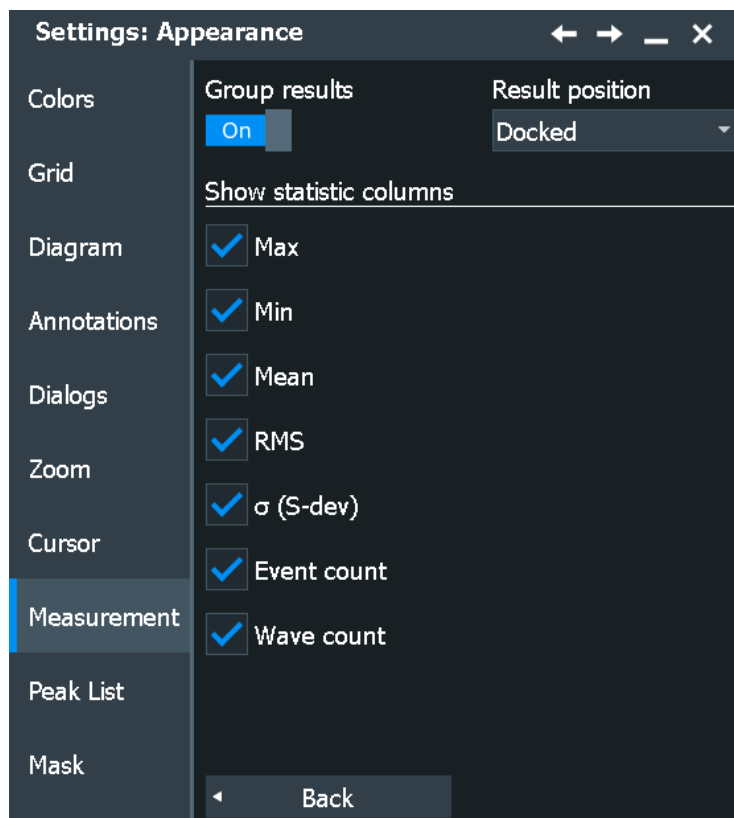 Settings: Appearance
Colors
Grid
Diagram
Annotations
Dialogs
Zoom
Cursor
Measurement
Peak List
Mask
Group results
On
Result position
Docked
Show statistic columns
Max
Min
Mean
RMS
σ (S-dev)
Event count
Wave count
Back